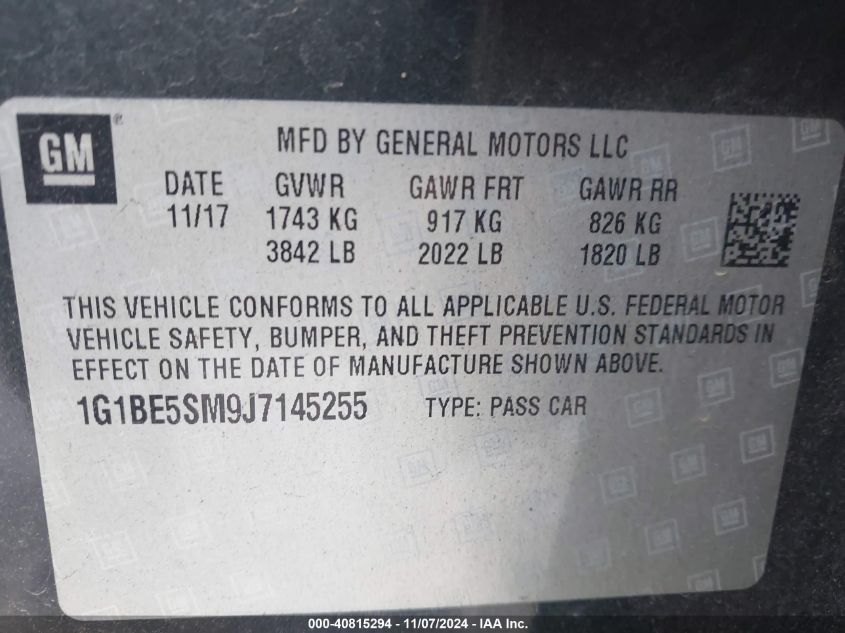 GM®
MFD BY GENERAL MOTORS LLC
DATE GVWR GAWR FRT GAWR RR
11/17 1743 KG 917 KG 826 KG
3842 LB 2022 LB 1820 LB
THIS VEHICLE CONFORMS TO ALL APPLICABLE U.S. FEDERAL MOTOR
VEHICLE SAFETY, BUMPER, AND THEFT PREVENTION STANDARDS IN
EFFECT ON THE DATE OF MANUFACTURE SHOWN ABOVE.
1G1BE5SM9J7145255 TYPE: PASS CAR
000-40815294 - 11/07/2024 - IAA Inc.